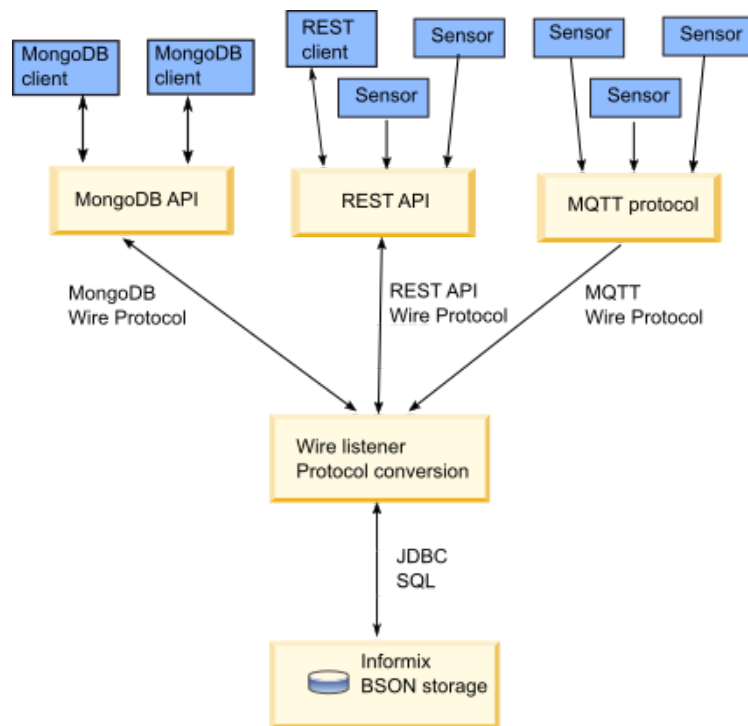 MongoDB
client
MongoDB
client
REST
client
Sensor
Sensor
Sensor
Sensor
Sensor
MongoDB API
REST API
MQTT protocol
MongoDB
Wire Protocol
REST API
Wire Protocol
MQTT
Wire Protocol
Wire listener
Protocol conversion
JDBC
SQL
Informix
BSON storage